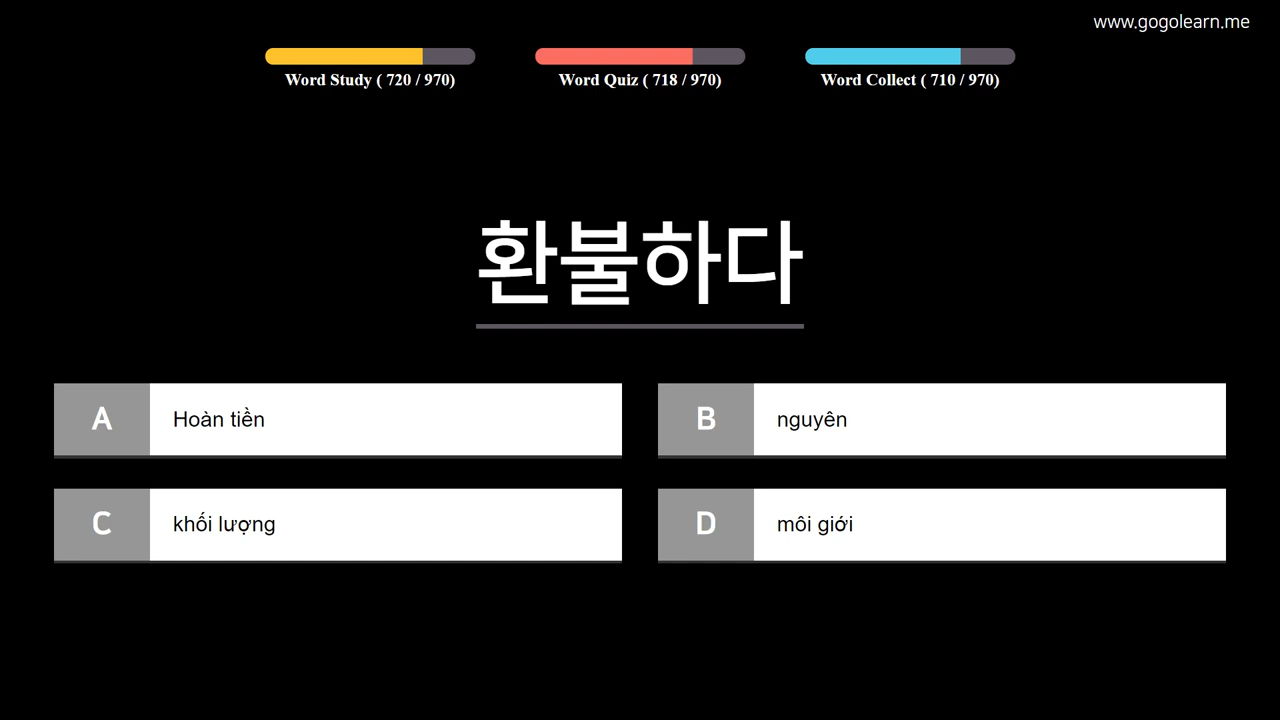 www.gogolearn.me
Word Study ( 720 / 970)
Word Quiz ( 718 / 970)
Word Collect ( 710 / 970)
환불하다
A Hoàn tiền
B nguyên
C khối lượng
D môi giới